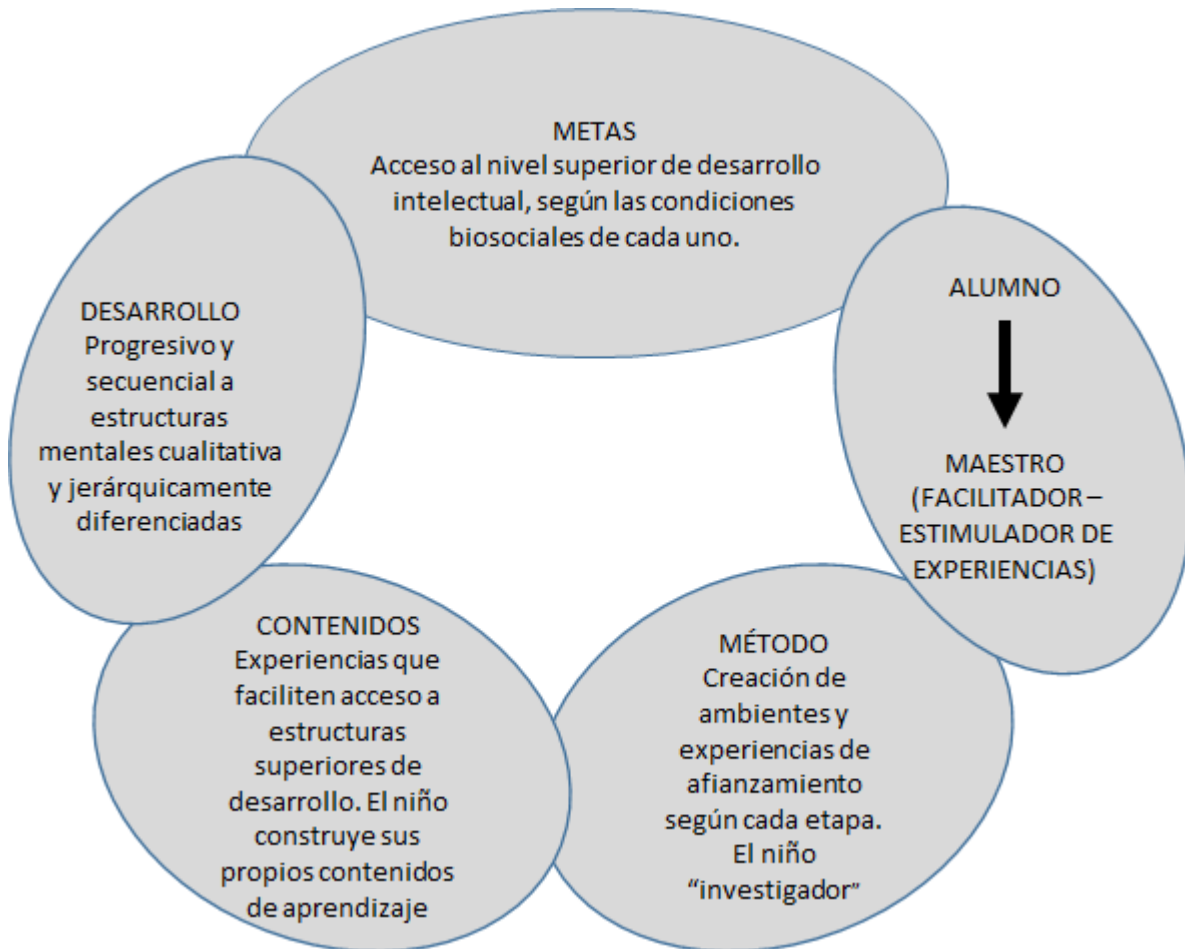 METAS
Acceso al nivel superior de desarrollo
intelectual, según las condiciones
biosociales de cada uno.
ALUMNO
MAESTRO
(FACILITADOR –
ESTIMULADOR DE
EXPERIENCIAS)
MÉTODO
Creación de
ambientes y
experiencias de
afianzamiento
según cada etapa.
El niño
“investigador”
CONTENIDOS
Experiencias que
faciliten acceso a
estructuras
superiores de
desarrollo. El niño
construye sus
propios contenidos
de aprendizaje
DESARROLLO
Progresivo y
secuencial a
estructuras
mentales cualitativa
y jerárquicamente
diferenciadas